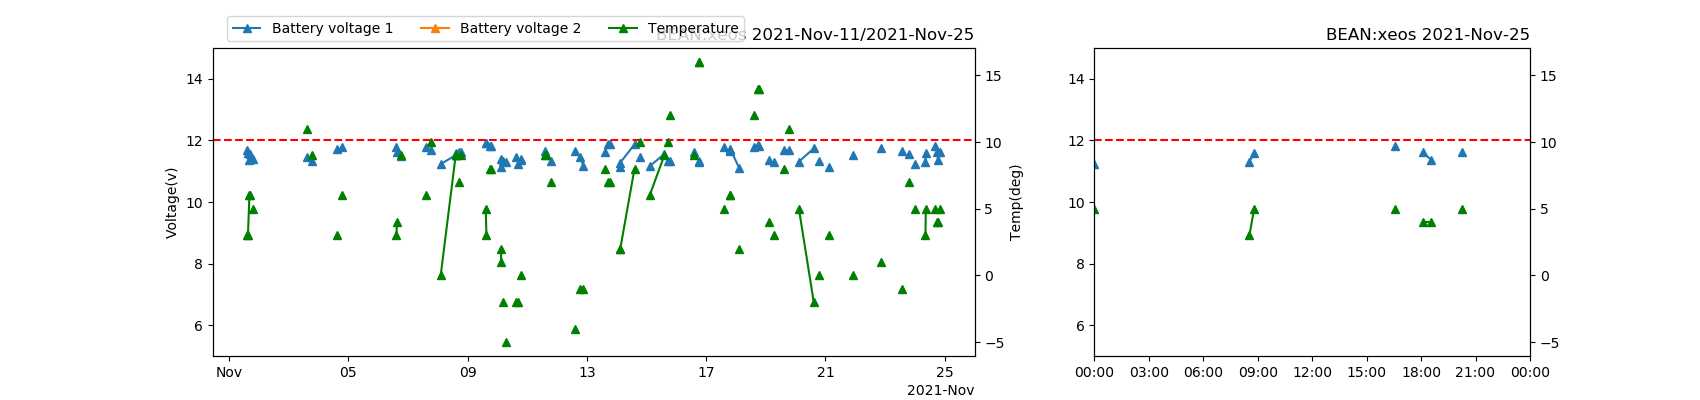 Battery voltage 1 Battery voltage 2 Temperature
BEAN:xeos 2021-Nov-11/2021-Nov-25
BEAN:xeos 2021-Nov-25
14 15 14 15
12 10 12 10
Voltage(v) 10 5 Temp(deg) 10 5
8 0 8 0
6 −5 6 −5
Nov 05 09 13 17 21 25
00:00 03:00 06:00 09:00 12:00 15:00 18:00 21:00 00:00
2021-Nov